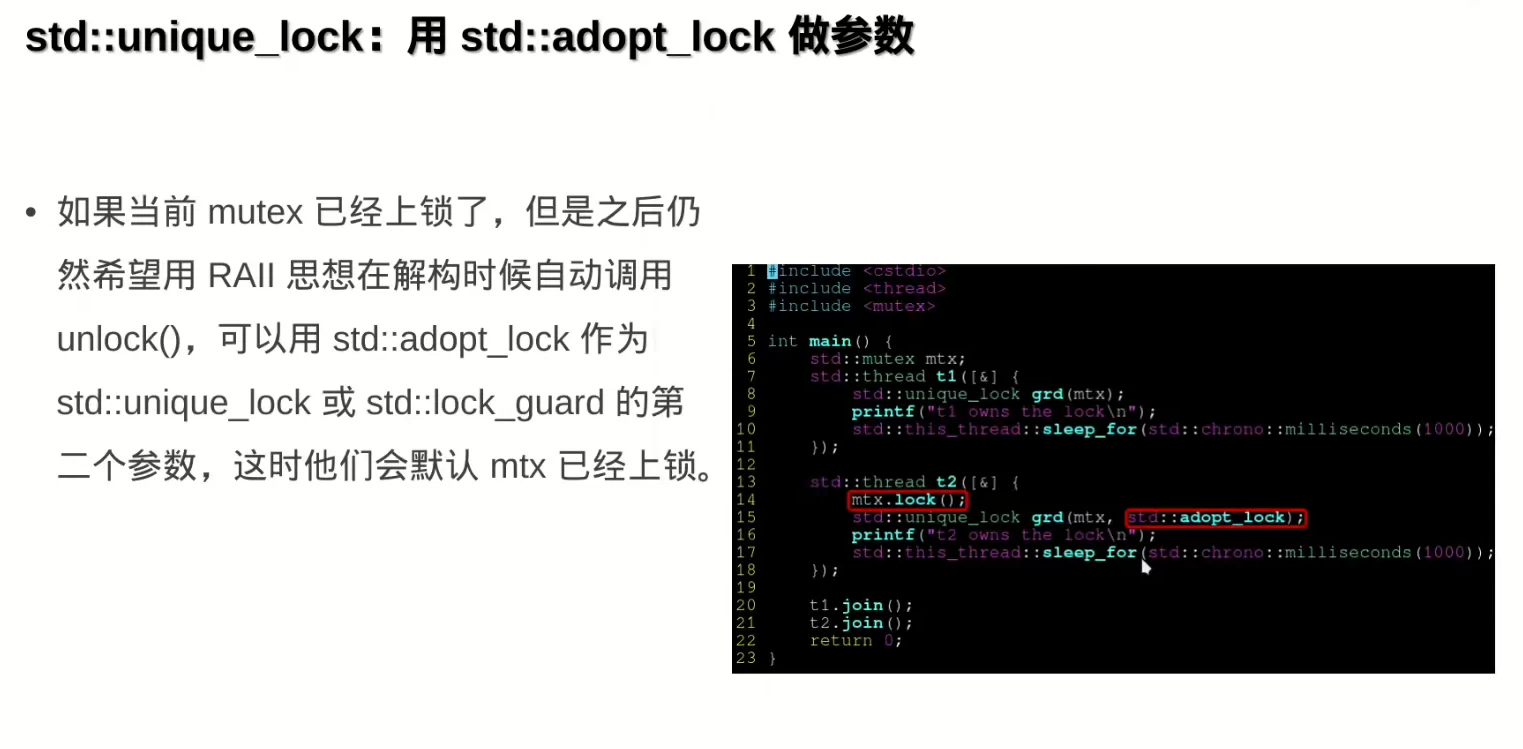 std::unique_lock：用 std::adopt_lock 做参数
• 如果当前 mutex 已经上锁了，但是之后仍
然希望用 RAII 思想在解构时候自动调用
unlock()，可以用 std::adopt_lock 作为
std::unique_lock 或 std::lock_guard 的第
二个参数，这时他们会默认 mtx 已经上锁。
1 #include <cstdio>
2 #include <thread>
3 #include <mutex>
4
5 int main() {
6     std::mutex mtx;
7     std::thread t1([&] {
8         std::unique_lock grd(mtx);
9         printf("t1 owns the lock\n");
10         std::this_thread::sleep_for(std::chrono::milliseconds(1000));
11     });
12
13     std::thread t2([&] {
14         mtx.lock();
15         std::unique_lock grd(mtx, std::adopt_lock);
16         printf("t2 owns the lock\n");
17         std::this_thread::sleep_for(std::chrono::milliseconds(1000));
18     });
19
20     t1.join();
21     t2.join();
22     return 0;
23 }